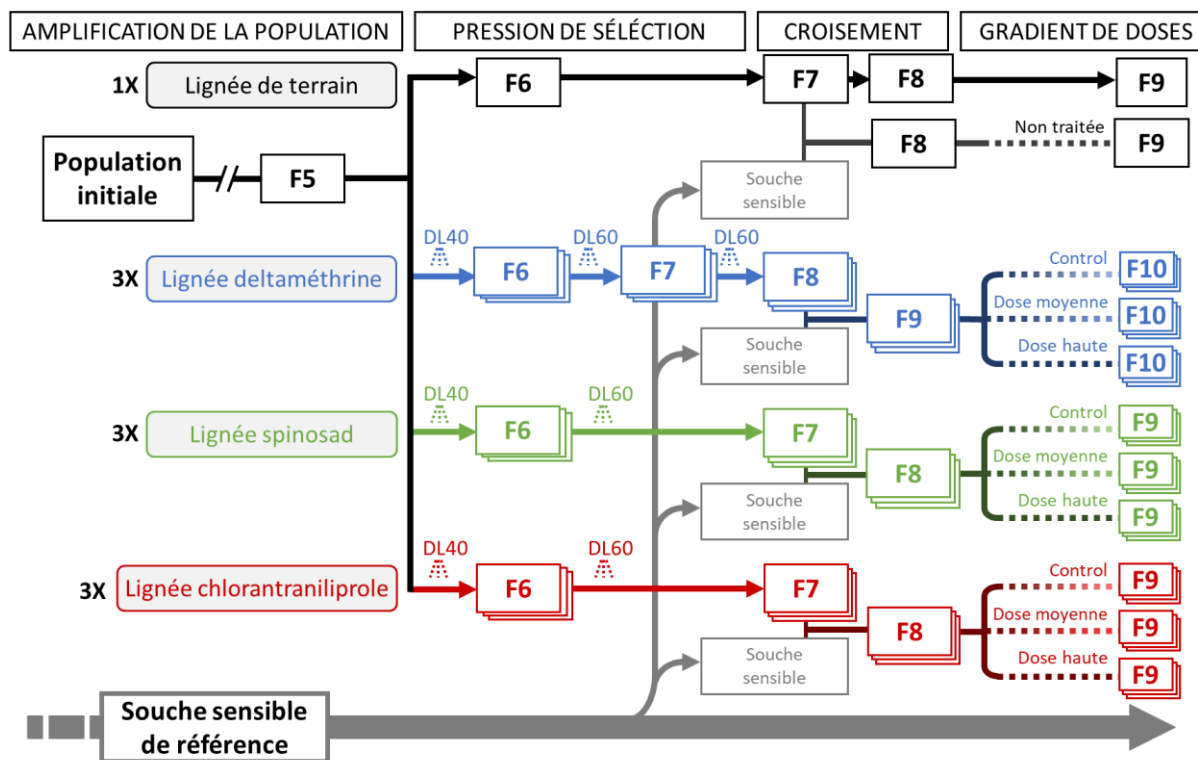 AMPLIFICATION DE LA POPULATION
PRESSION DE SÉLÉCTION
CROISEMENT
GRADIENT DE DOSES
1X
Lignée de terrain
F6
F7
F8
F9
Population
initiale
F5
F8
Non traitée
F9
Souche
sensible
3X
Lignée deltaméthrine
DL40
F6
DL60
F7
DL60
F8
Souche
sensible
F9
Control
F10
Dose moyenne
F10
Dose haute
F10
3X
Lignée spinosad
DL40
F6
DL60
F7
Souche
sensible
F8
Control
F9
Dose moyenne
F9
Dose haute
F9
3X
Lignée chlorantraniliprole
DL40
F6
DL60
F7
Souche
sensible
F8
Control
F9
Dose moyenne
F9
Dose haute
F9
Souche sensible
de référence